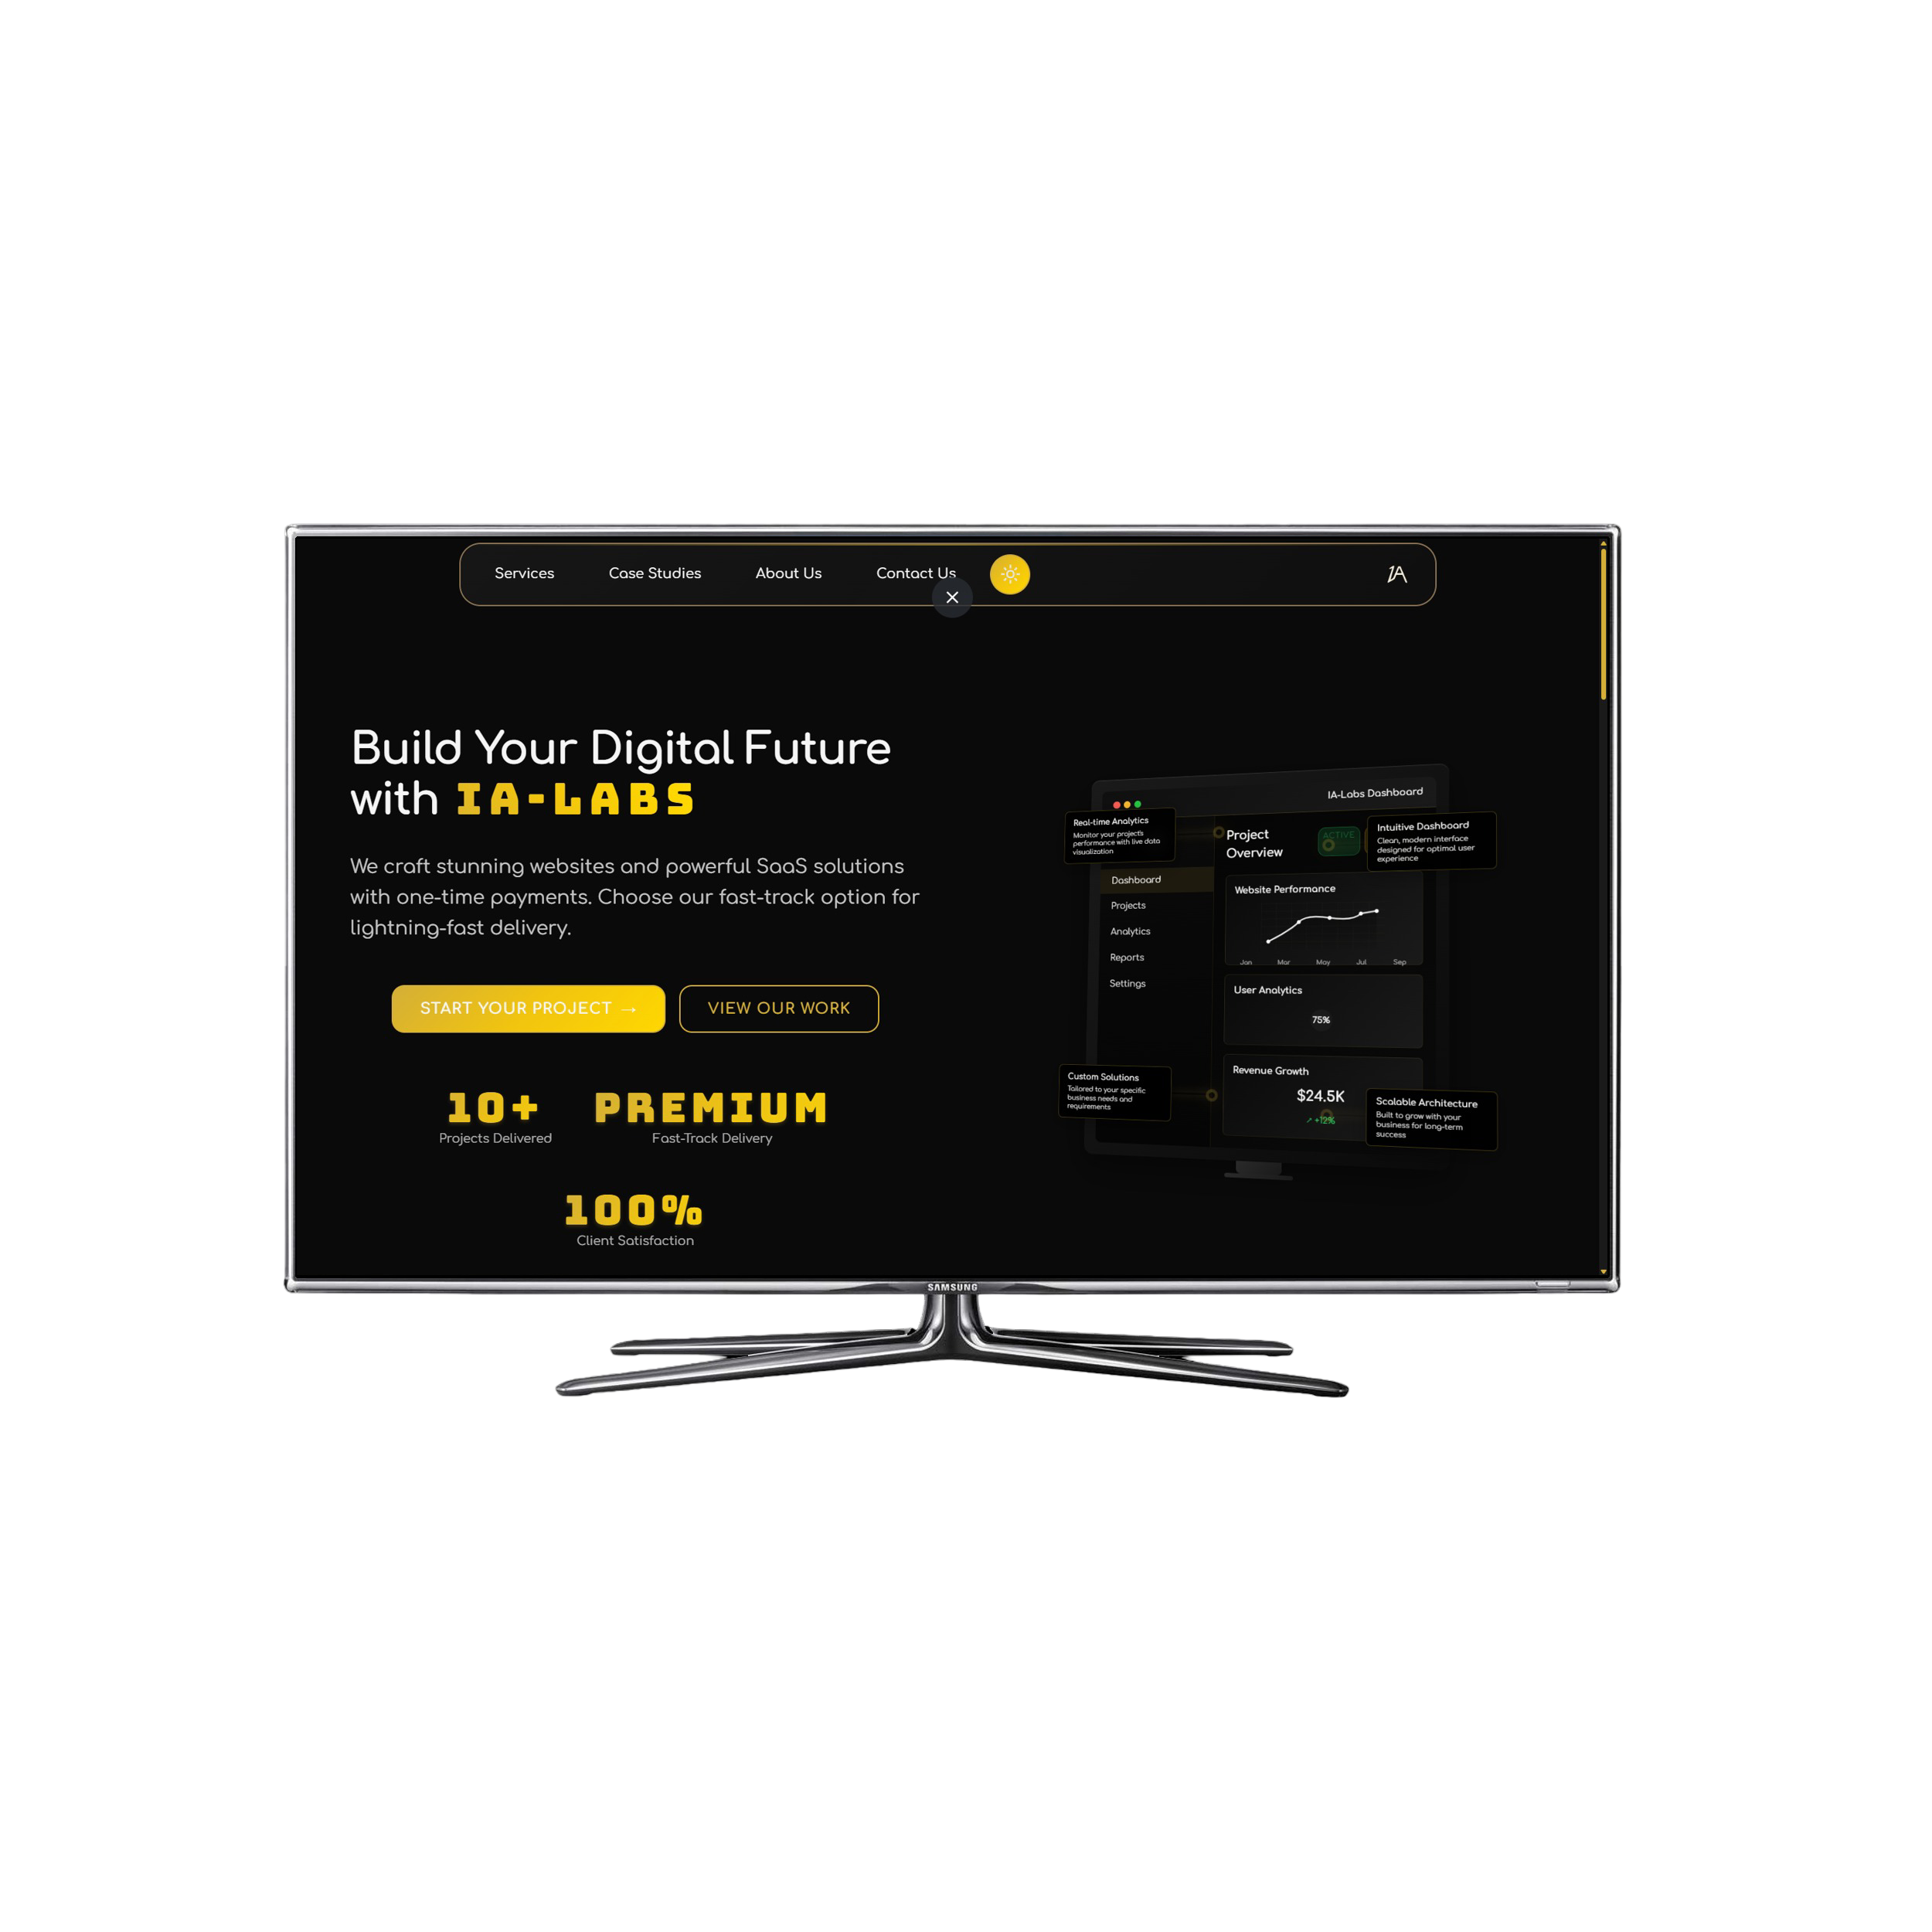 Services
Case Studies
About Us
Contact Us
IA
Build Your Digital Future
with IA-LABS
We craft stunning websites and powerful SaaS solutions
with one-time payments. Choose our fast-track option for
lightning-fast delivery.
START YOUR PROJECT →
VIEW OUR WORK
10+
Projects Delivered
PREMIUM
Fast-Track Delivery
100%
Client Satisfaction
IA-Labs Dashboard
Real-time Analytics
Monitor your project's
performance with live data
visualization
Project
Overview
ACTIVE
Intuitive Dashboard
Clean, modern interface
designed for optimal user
experience
Dashboard
Projects
Analytics
Reports
Settings
Website Performance
Jan Mar May Jul Sep
User Analytics
75%
Revenue Growth
$24.5K
↗ +12%
Custom Solutions
Tailored to your specific
business needs and
requirements
Scalable Architecture
Built to grow with your
business for long-term
success
SAMSUNG